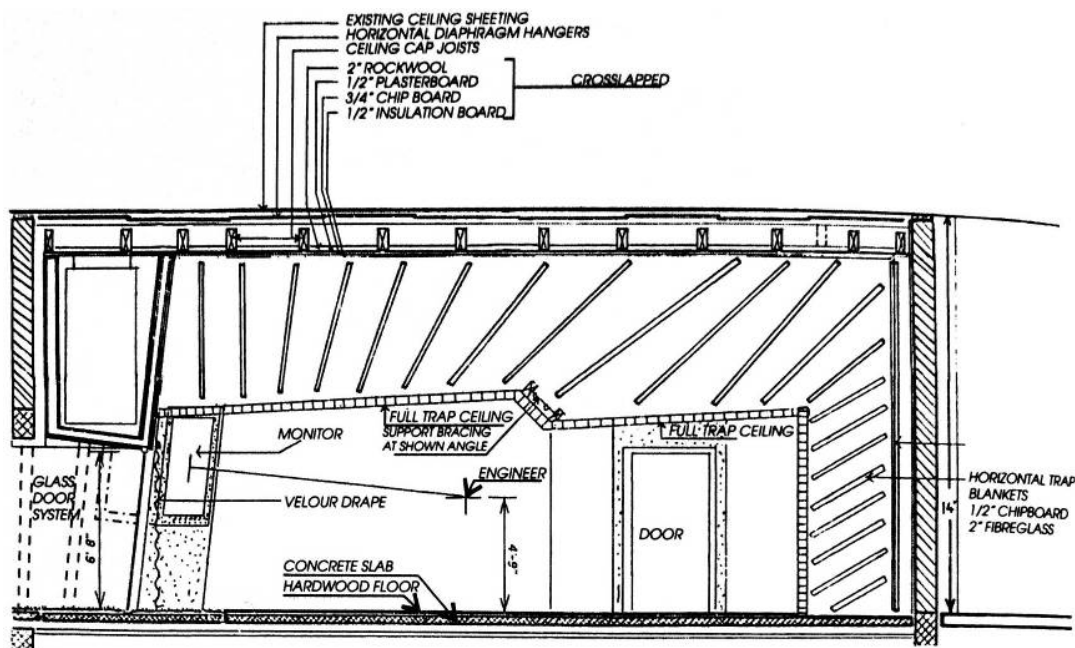 EXISTING CEILING SHEETING
HORIZONTAL DIAPHRAGM HANGERS
CEILING CAP JOISTS
2" ROCKWOOL
1/2" PLASTERBOARD
3/4" CHIP BOARD
1/2" INSULATION BOARD
CROSSLAPPED
FULL TRAP CEILING
SUPPORT BRACING
AT SHOWN ANGLE
FULL TRAP CEILING
MONITOR
ENGINEER
VELOUR DRAPE
GLASS
DOOR
SYSTEM
6'9"
4'-9"
DOOR
HORIZONTAL TRAP
BLANKETS
1/2" CHIPBOARD
2" FIBREGLASS
14"
CONCRETE SLAB
HARDWOOD FLOOR